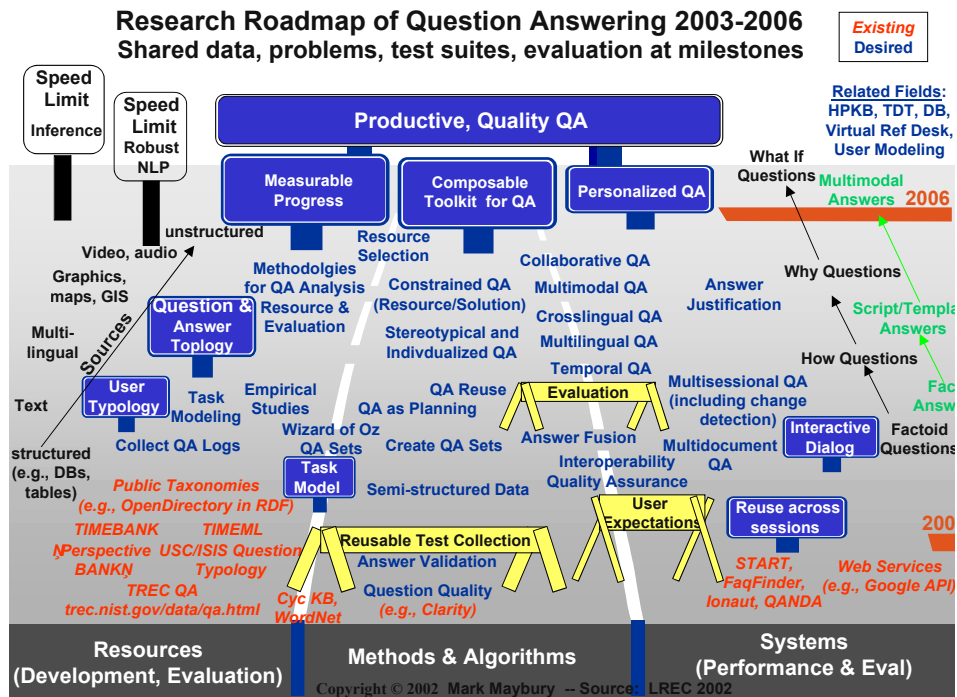 Research Roadmap of Question Answering 2003-2006
Shared data, problems, test suites, evaluation at milestones
Existing
Desired
Speed
Limit
Inference
Speed
Limit
Robust
NLP
Productive, Quality QA
Related Fields:
HPKB, TDT, DB,
Virtual Ref Desk,
User Modeling
Measurable
Progress
Composable
Toolkit for QA
Personalized QA
What If
Questions
Multimodal
Answers
2006
unstructured
Video, audio
Graphics,
maps, GIS
Multi-
lingual
Sources
Text
structured
(e.g., DBs,
tables)
Question &
Answer
Toplogy
User
Typology
Task
Modeling
Collect QA Logs
Methodolgies
for QA Analysis
Resource &
Evaluation
Empirical
Studies
Wizard of Oz
QA Sets
Task
Model
Resource
Selection
Constrained QA
(Resource/Solution)
Stereotypical and
Indivdualized QA
QA Reuse
QA as Planning
Create QA Sets
Semi-structured Data
Collaborative QA
Multimodal QA
Crosslingual QA
Multilingual QA
Temporal QA
Evaluation
Answer Fusion
Interoperability
Quality Assurance
User
Expectations
Answer
Justification
Multisessional QA
(including change
detection)
Multidocument
QA
Why Questions
Script/Templa
Answers
How Questions
Fac
Answ
Factoid
Questions
Interactive
Dialog
Reuse across
sessions
200
Public Taxonomies
(e.g., OpenDirectory in RDF)
TIMEBANK
TIMEML
Perspective
BANK
USC/ISIS Question
Typology
TREC QA
trec.nist.gov/data/qa.html
Cyc KB,
WordNet
Reusable Test Collection
Answer Validation
Question Quality
(e.g., Clarity)
START,
FaqFinder,
Ionaut, QANDA
Web Services
(e.g., Google API)
Resources
(Development, Evaluation)
Methods & Algorithms
Systems
(Performance & Eval)
Copyright © 2002 Mark Maybury -- Source: LREC 2002